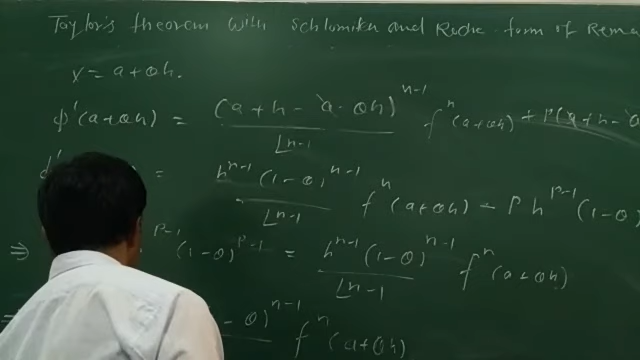 Taylor's theorem with Schlomilch and Roche form of Rema
x = a + θh.
φ'(a+θh) = (a+h-a-θh)^{n-1} / ⌊n-1 f^n(a+θh) + P(a+h-a
= h^{n-1}(1-θ)^{n-1} / ⌊n-1 f^n(a+θh) - P h^{P-1}(1-θ)
⇒ P-1 (1-θ)^{P-1} = h^{n-1}(1-θ)^{n-1} / ⌊n-1 f^n(a+θh)
= - θ)^{n-1} f^n(a+θh)